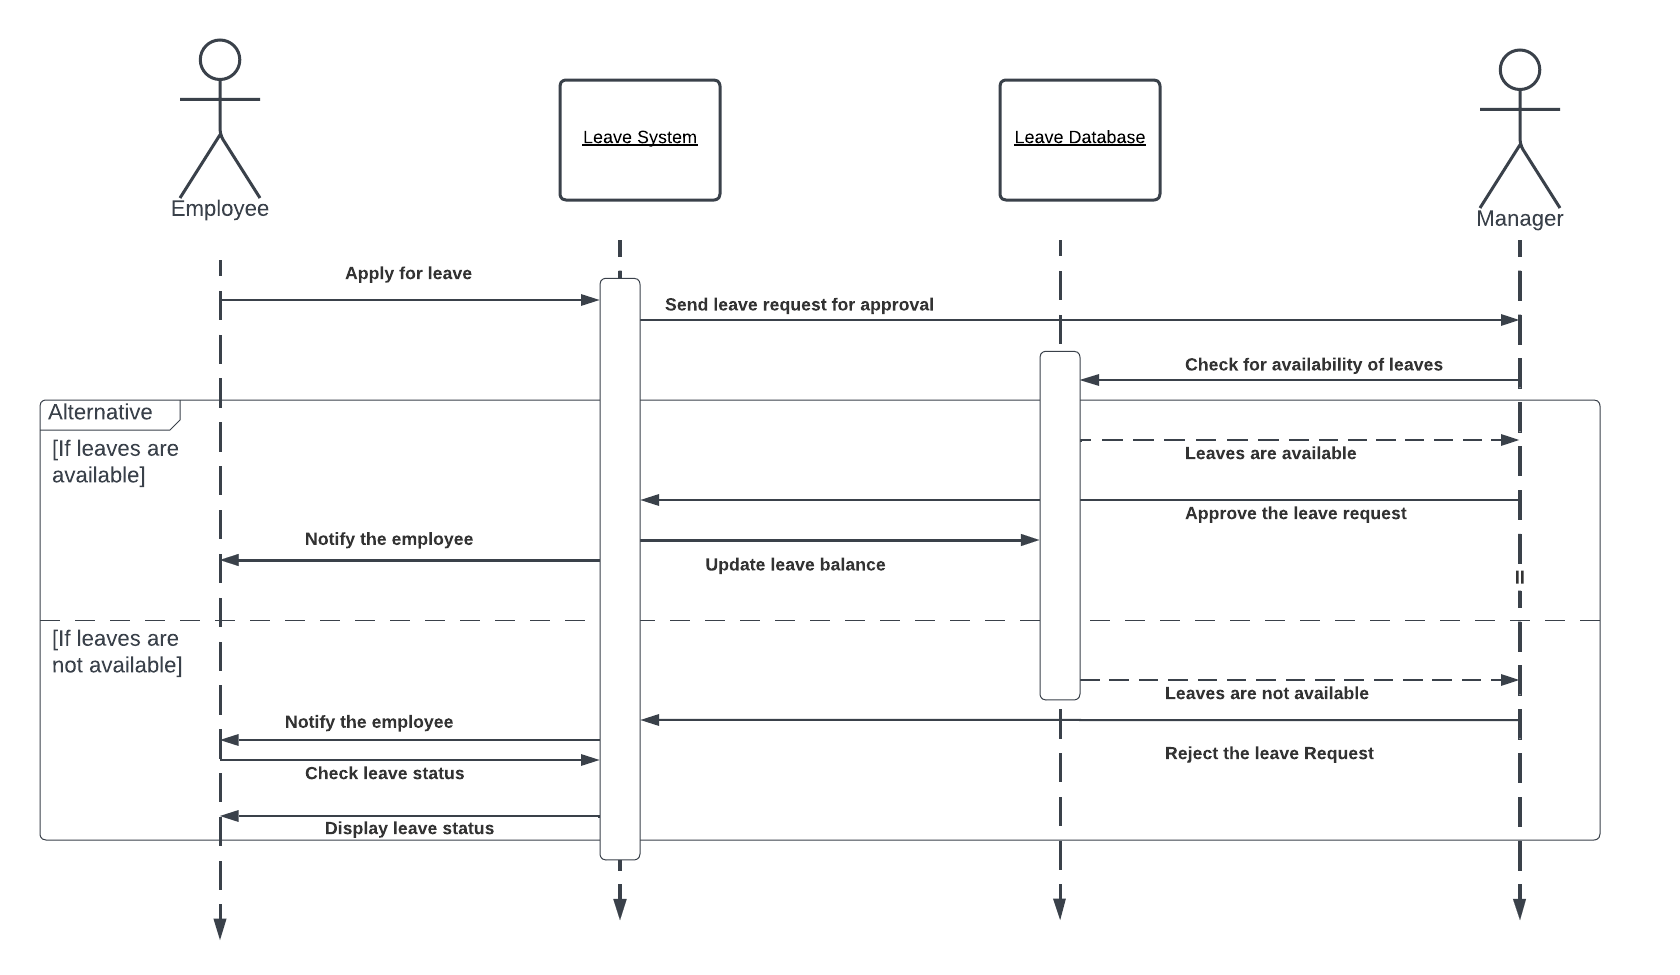 Employee
Leave System
Leave Database
Manager
Apply for leave
Send leave request for approval
Check for availability of leaves
Alternative
[If leaves are
available]
Leaves are available
Approve the leave request
Notify the employee
Update leave balance
[If leaves are
not available]
Leaves are not available
Notify the employee
Reject the leave Request
Check leave status
Display leave status